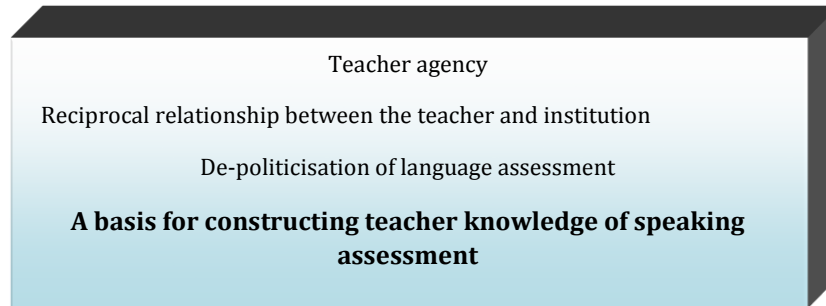 Teacher agency
Reciprocal relationship between the teacher and institution
De-politicisation of language assessment
A basis for constructing teacher knowledge of speaking
assessment